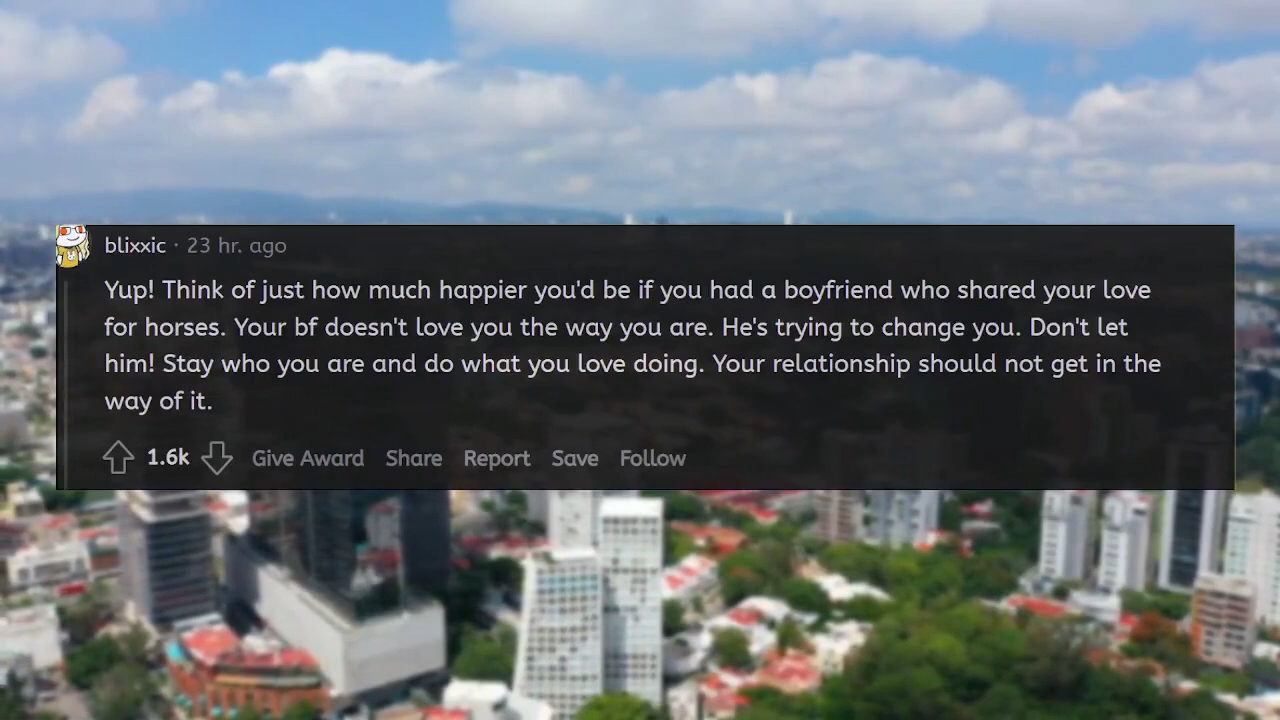 blixxic · 23 hr. ago
Yup! Think of just how much happier you'd be if you had a boyfriend who shared your love
for horses. Your bf doesn't love you the way you are. He's trying to change you. Don't let
him! Stay who you are and do what you love doing. Your relationship should not get in the
way of it.
1.6k Give Award Share Report Save Follow